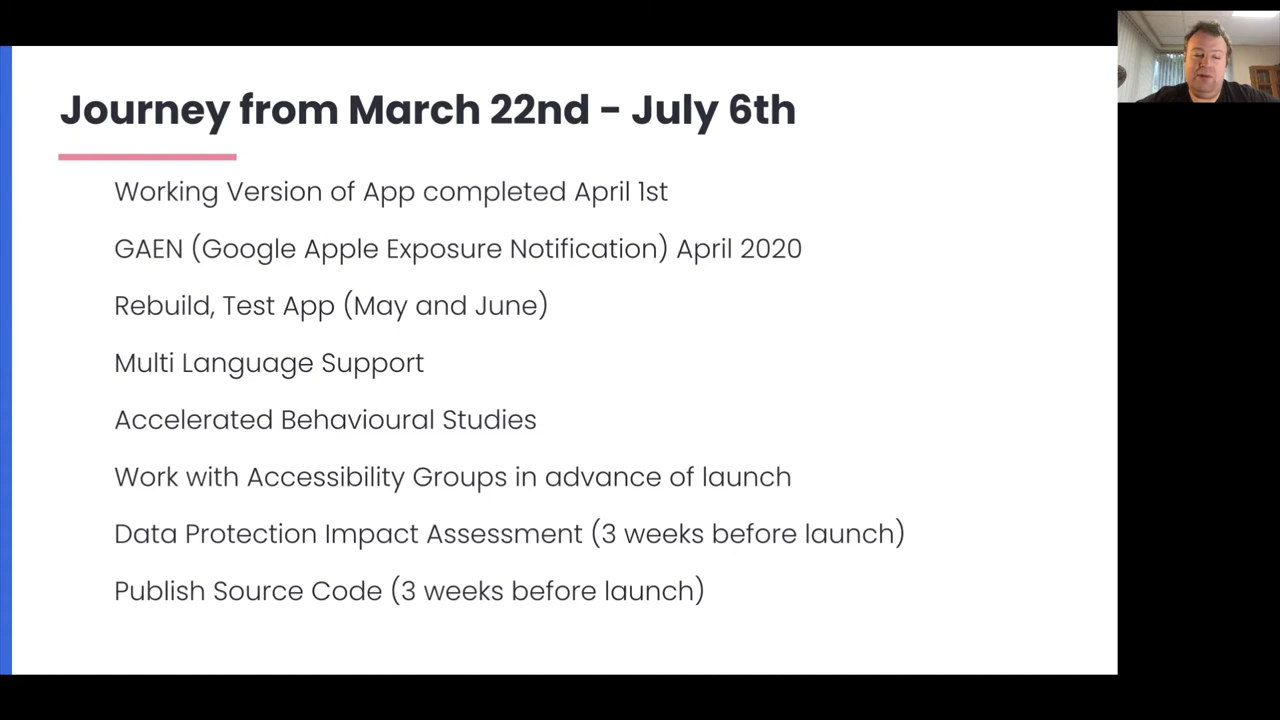 Journey from March 22nd - July 6th
Working Version of App completed April 1st
GAEN (Google Apple Exposure Notification) April 2020
Rebuild, Test App (May and June)
Multi Language Support
Accelerated Behavioural Studies
Work with Accessibility Groups in advance of launch
Data Protection Impact Assessment (3 weeks before launch)
Publish Source Code (3 weeks before launch)